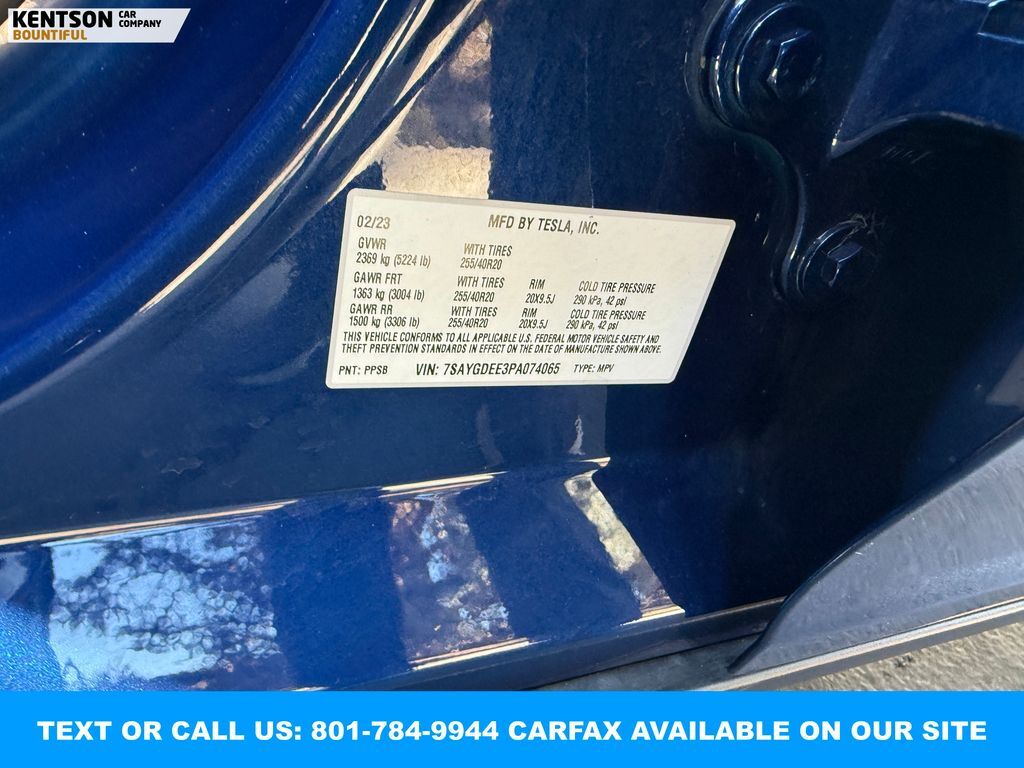 KENTSON CAR COMPANY
BOUNTIFUL
02/23 MFD BY TESLA, INC.
GVWR WITH TIRES
2369 kg (5224 lb) 255/40R20
GAWR FRT WITH TIRES RIM COLD TIRE PRESSURE
1363 kg (3004 lb) 255/40R20 20X9.5J 290 kPa, 42 psi
GAWR RR WITH TIRES RIM COLD TIRE PRESSURE
1500 kg (3306 lb) 255/40R20 20X9.5J 290 kPa, 42 psi
THIS VEHICLE CONFORMS TO ALL APPLICABLE U.S. FEDERAL MOTOR VEHICLE SAFETY AND
THEFT PREVENTION STANDARDS IN EFFECT ON THE DATE OF MANUFACTURE SHOWN ABOVE.
PNT: PPSB VIN: 7SAYGDEE3PA074065 TYPE: MPV
TEXT OR CALL US: 801-784-9944 CARFAX AVAILABLE ON OUR SITE